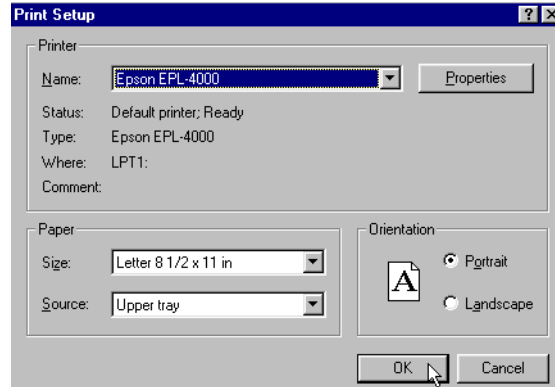 Print Setup
Printer
Name: Epson EPL-4000 Properties
Status: Default printer; Ready
Type: Epson EPL-4000
Where: LPT1:
Comment:
Paper
Size: Letter 8 1/2 x 11 in
Source: Upper tray
Orientation
A
Portrait
Landscape
OK Cancel